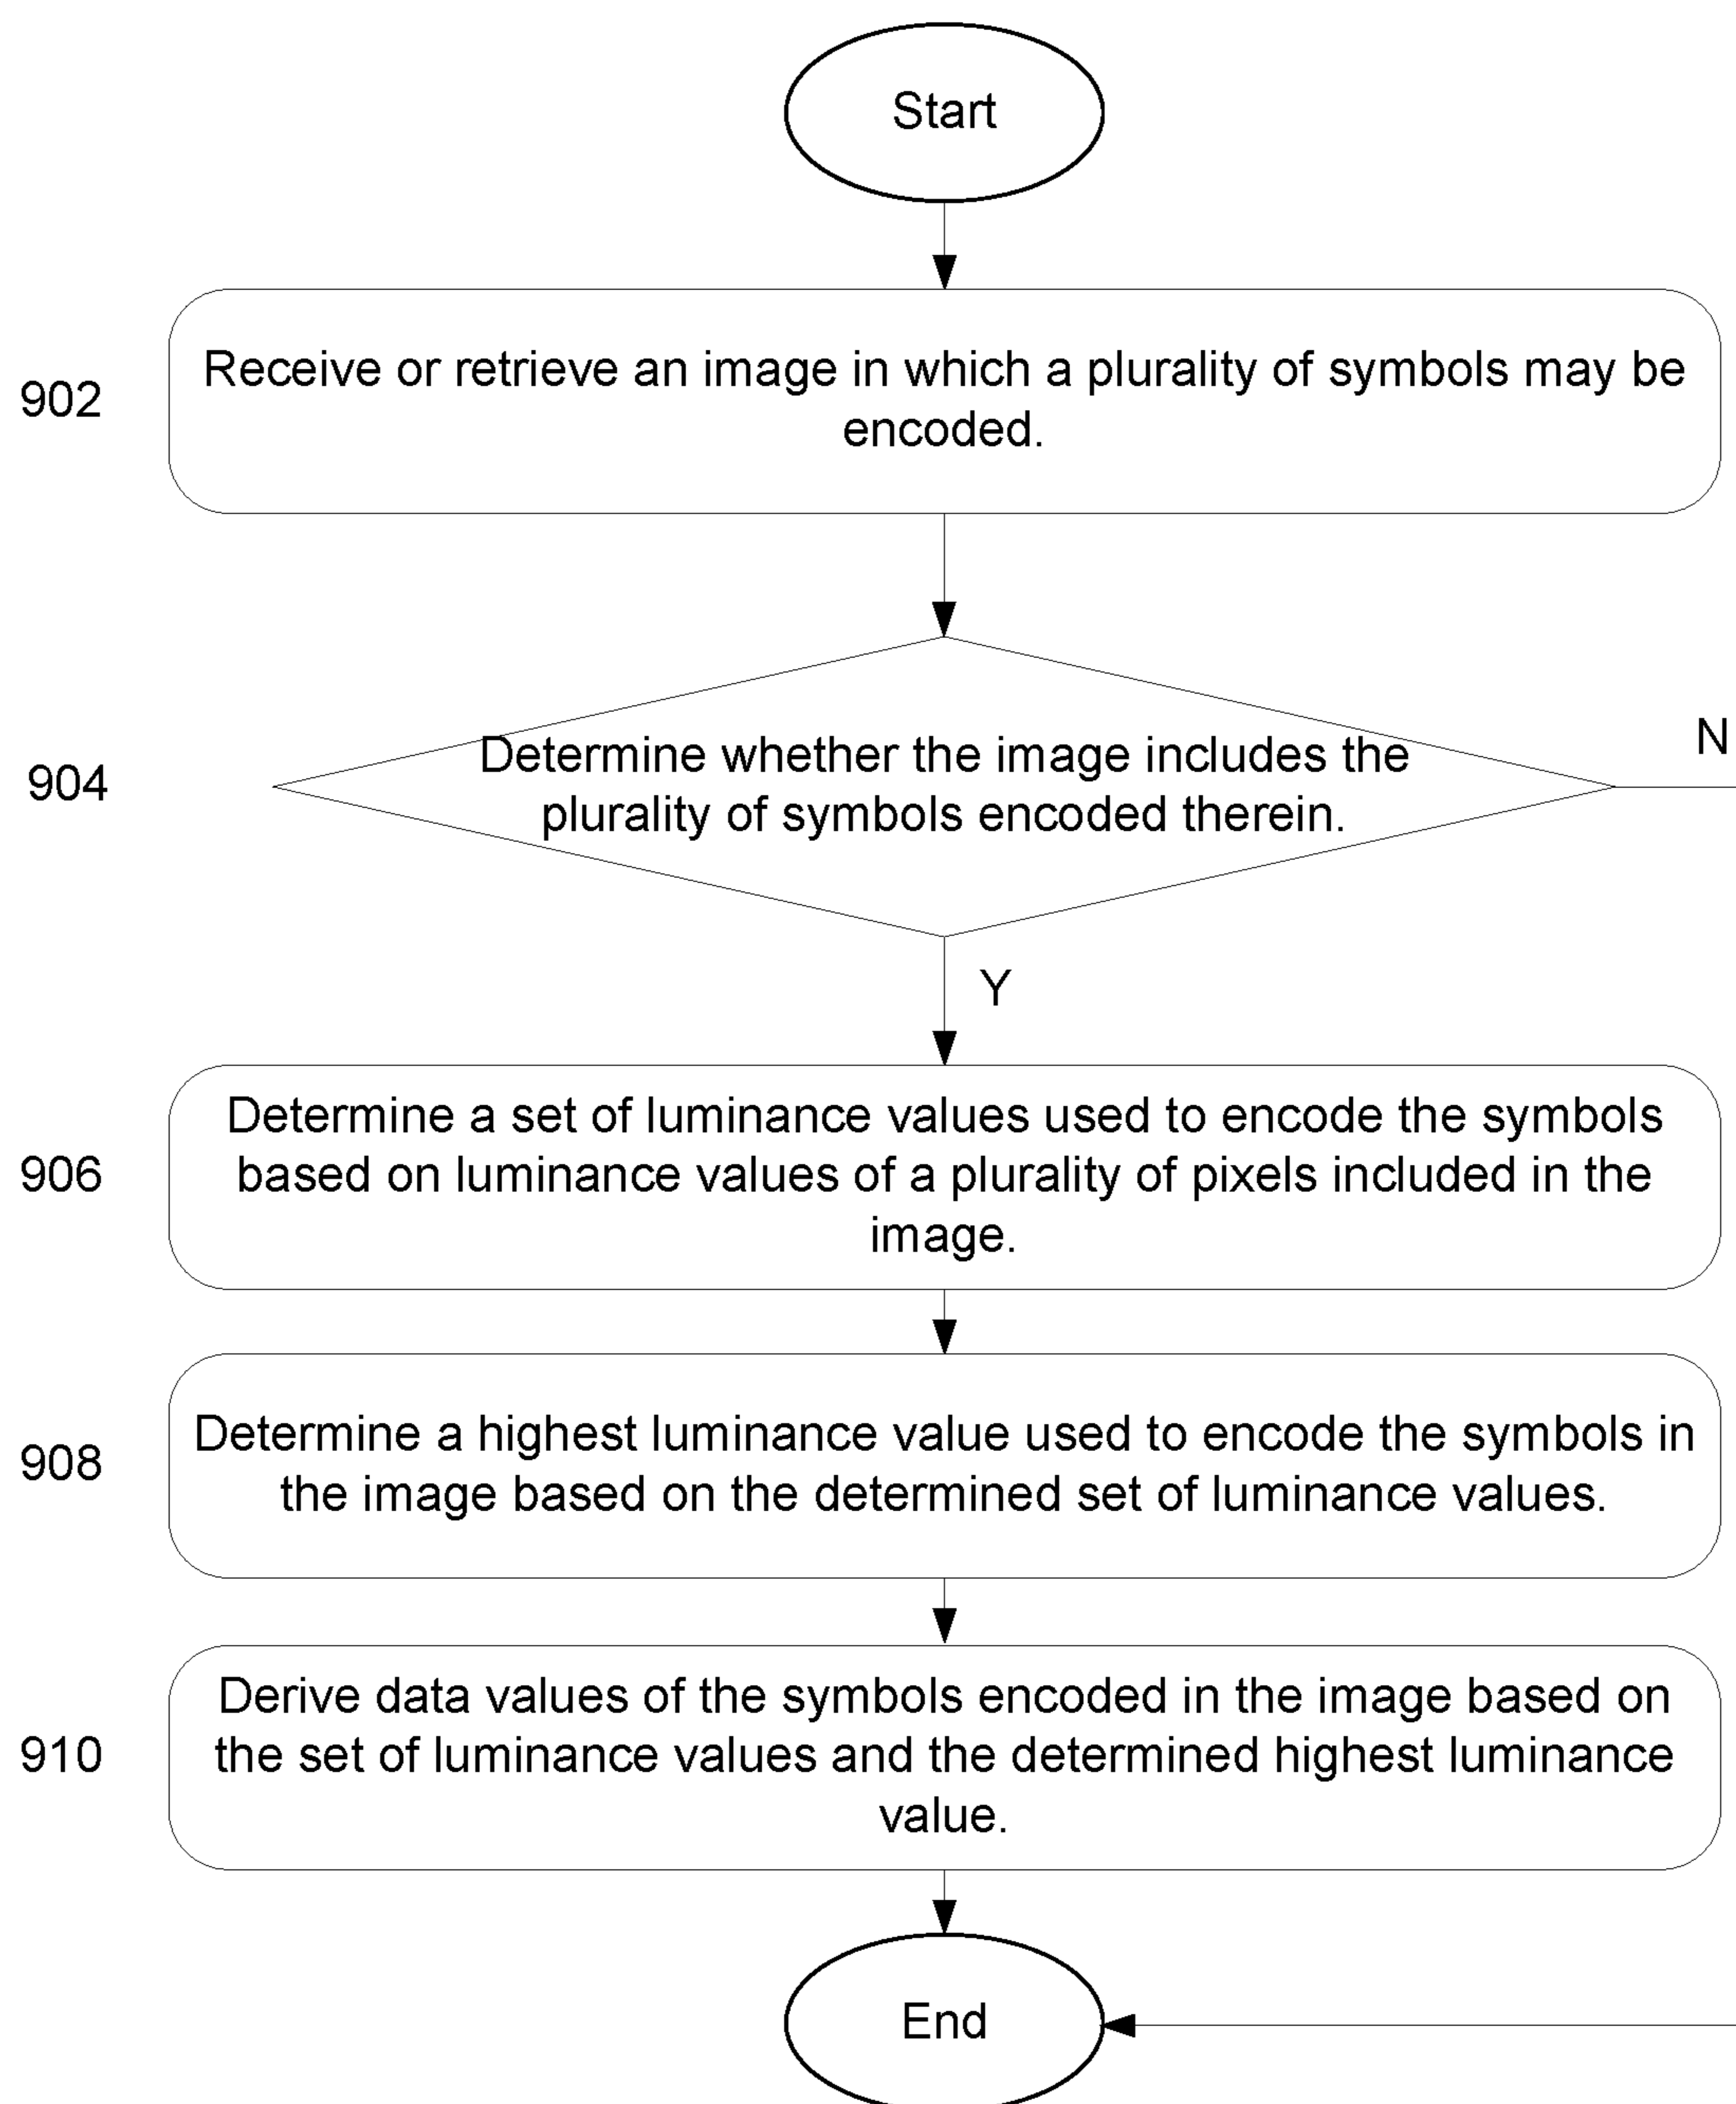 Start
902
Receive or retrieve an image in which a plurality of symbols may be
encoded.
904
Determine whether the image includes the
plurality of symbols encoded therein.
N
Y
906
Determine a set of luminance values used to encode the symbols
based on luminance values of a plurality of pixels included in the
image.
908
Determine a highest luminance value used to encode the symbols in
the image based on the determined set of luminance values.
910
Derive data values of the symbols encoded in the image based on
the set of luminance values and the determined highest luminance
value.
End